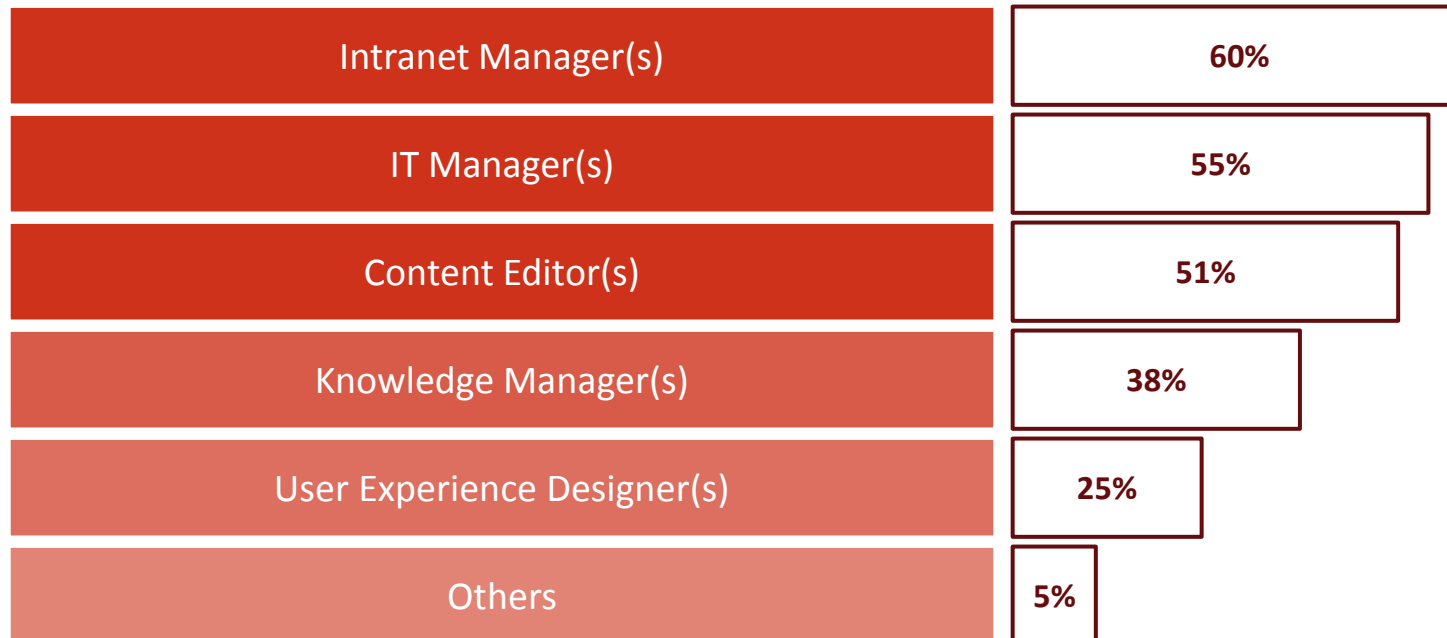 Intranet Manager(s) 60%
IT Manager(s) 55%
Content Editor(s) 51%
Knowledge Manager(s) 38%
User Experience Designer(s) 25%
Others 5%